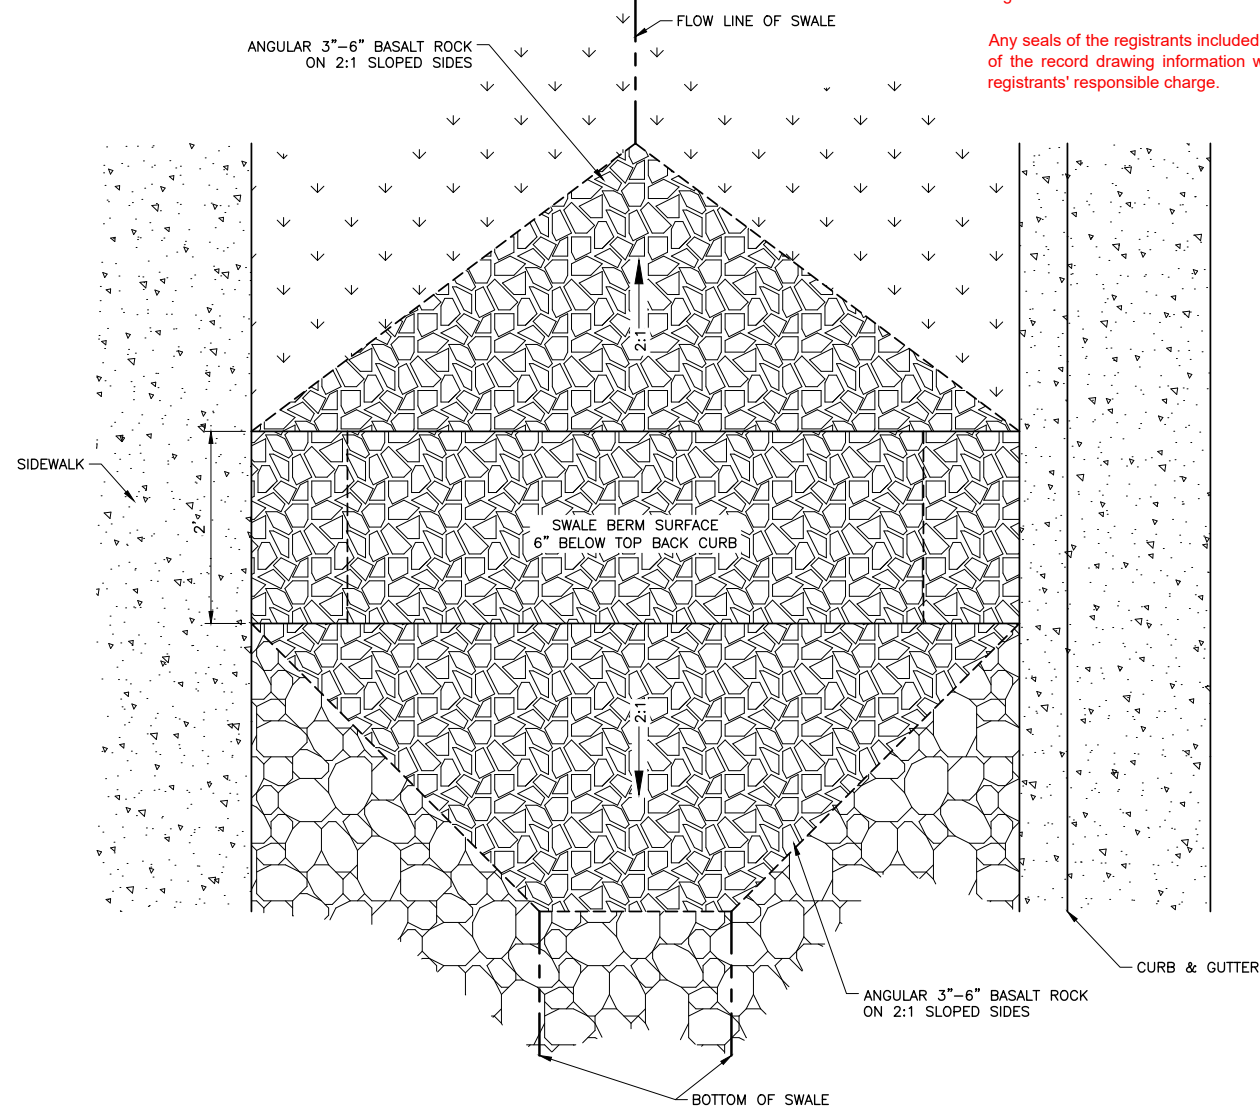 FLOW LINE OF SWALE
Any seals of the registrants included
of the record drawing information
registrants' responsible charge.
ANGULAR 3"-6" BASALT ROCK
ON 2:1 SLOPED SIDES
2:1
SIDEWALK
2'
SWALE BERM SURFACE
6" BELOW TOP BACK CURB
2:1
CURB & GUTTER
ANGULAR 3"-6" BASALT ROCK
ON 2:1 SLOPED SIDES
BOTTOM OF SWALE